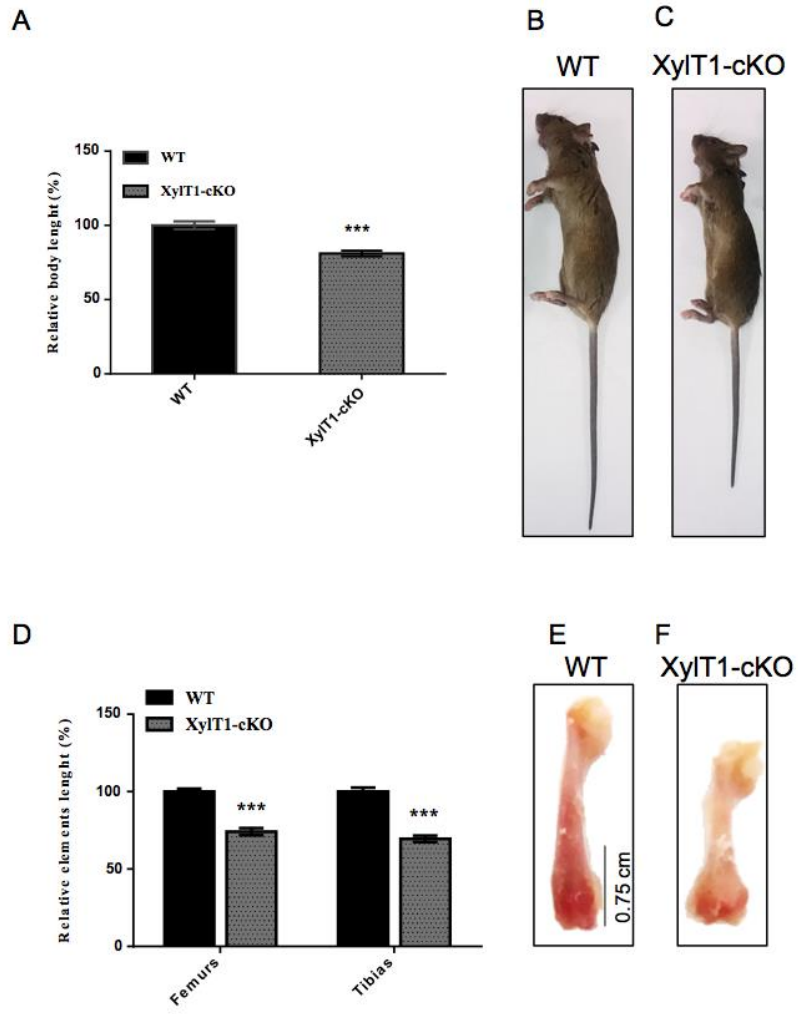 A
B
C
WT
XylT1-cKO
Relative body lenght (%)
150
100
50
0
WT
XylT1-cKO
***
WT
XylT1-cKO
D
E
F
WT
XylT1-cKO
Relative elements lenght (%)
150
100
50
0
WT
XylT1-cKO
***
***
Femurs
Tibias
0.75 cm